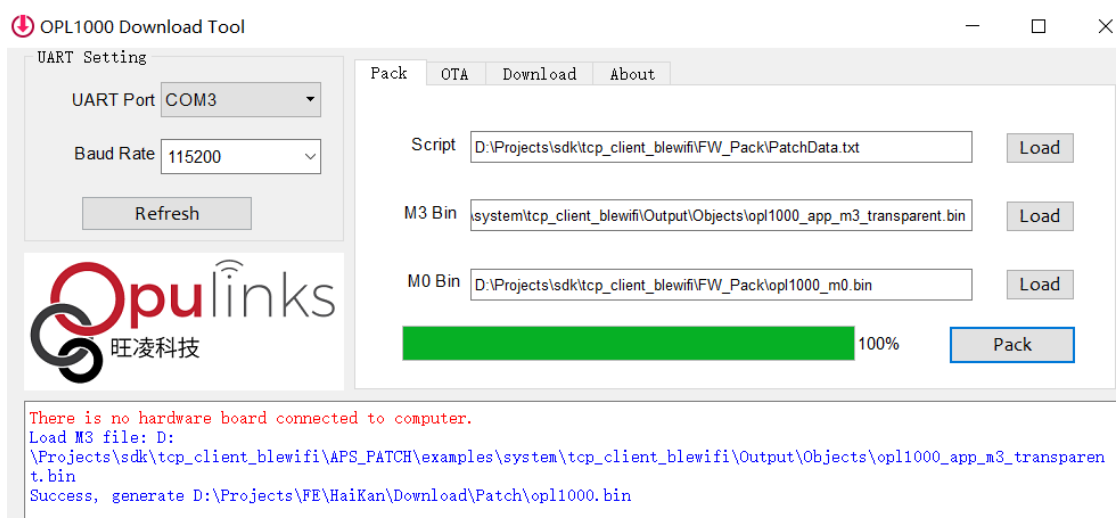 OPL1000 Download Tool
UART Setting
UART Port COM3
Baud Rate 115200
Refresh
Opulinks
旺凌科技
Pack OTA Download About
Script D:\Projects\sdk\tcp_client_blewifi\FW_Pack\PatchData.txt Load
M3 Bin \system\tcp_client_blewifi\Output\Objects\opl1000_app_m3_transparent.bin Load
M0 Bin D:\Projects\sdk\tcp_client_blewifi\FW_Pack\opl1000_m0.bin Load
100% Pack
There is no hardware board connected to computer.
Load M3 file: D:
\Projects\sdk\tcp_client_blewifi\APS_PATCH\examples\system\tcp_client_blewifi\Output\Objects\opl1000_app_m3_transparen
t.bin
Success, generate D:\Projects\FE\HaiKan\Download\Patch\opl1000.bin